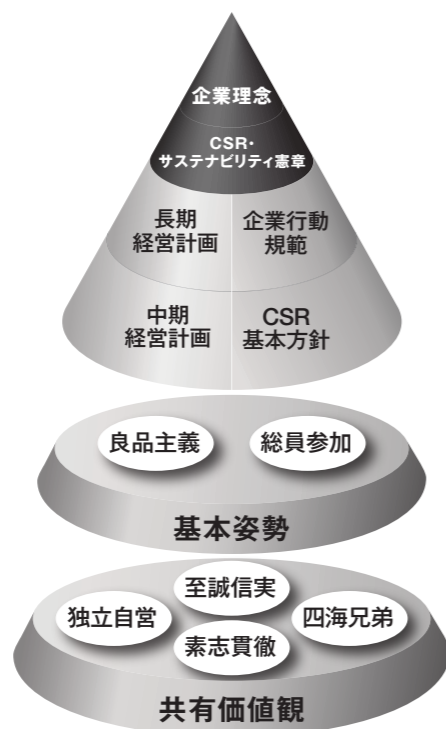 企業理念
CSR・
サステナビリティ憲章
長期
経営計画
企業行動
規範
中期
経営計画
CSR
基本方針
良品主義
総員参加
基本姿勢
至誠信実
独立自営
四海兄弟
素志貫徹
共有価値観